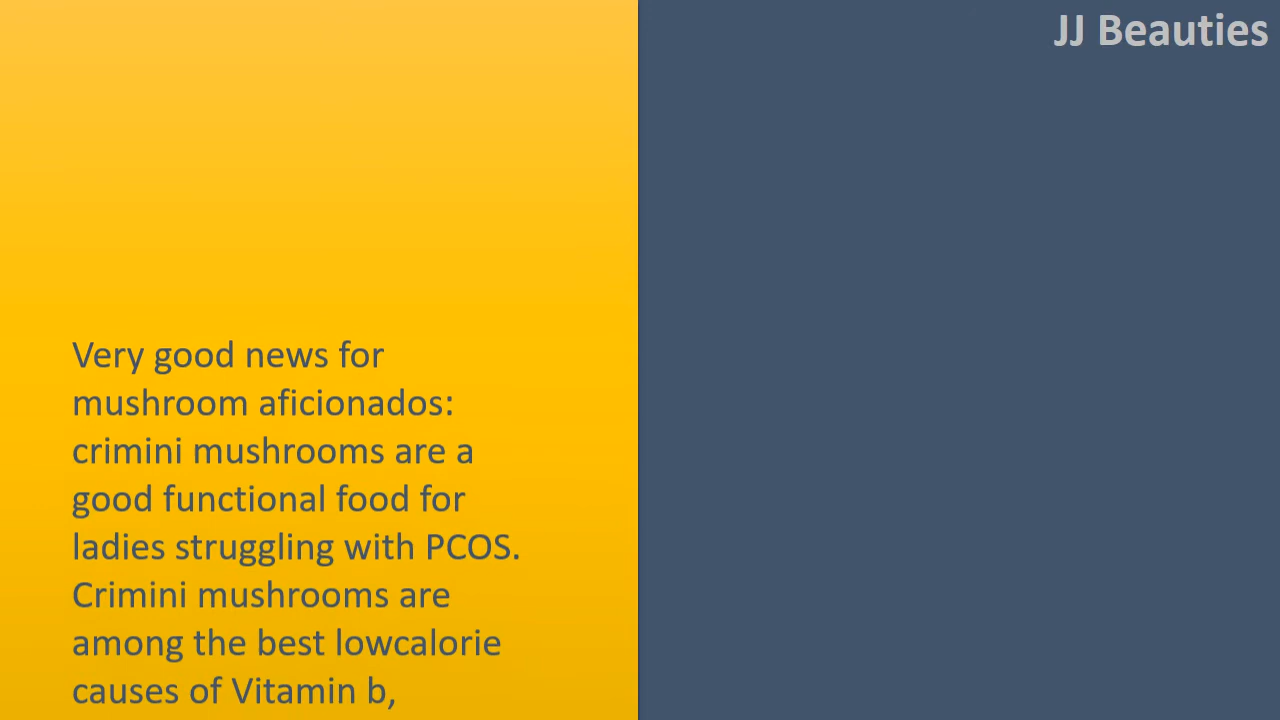 JJ Beauties
Very good news for
mushroom aficionados:
crimini mushrooms are a
good functional food for
ladies struggling with PCOS.
Crimini mushrooms are
among the best lowcalorie
causes of Vitamin b,